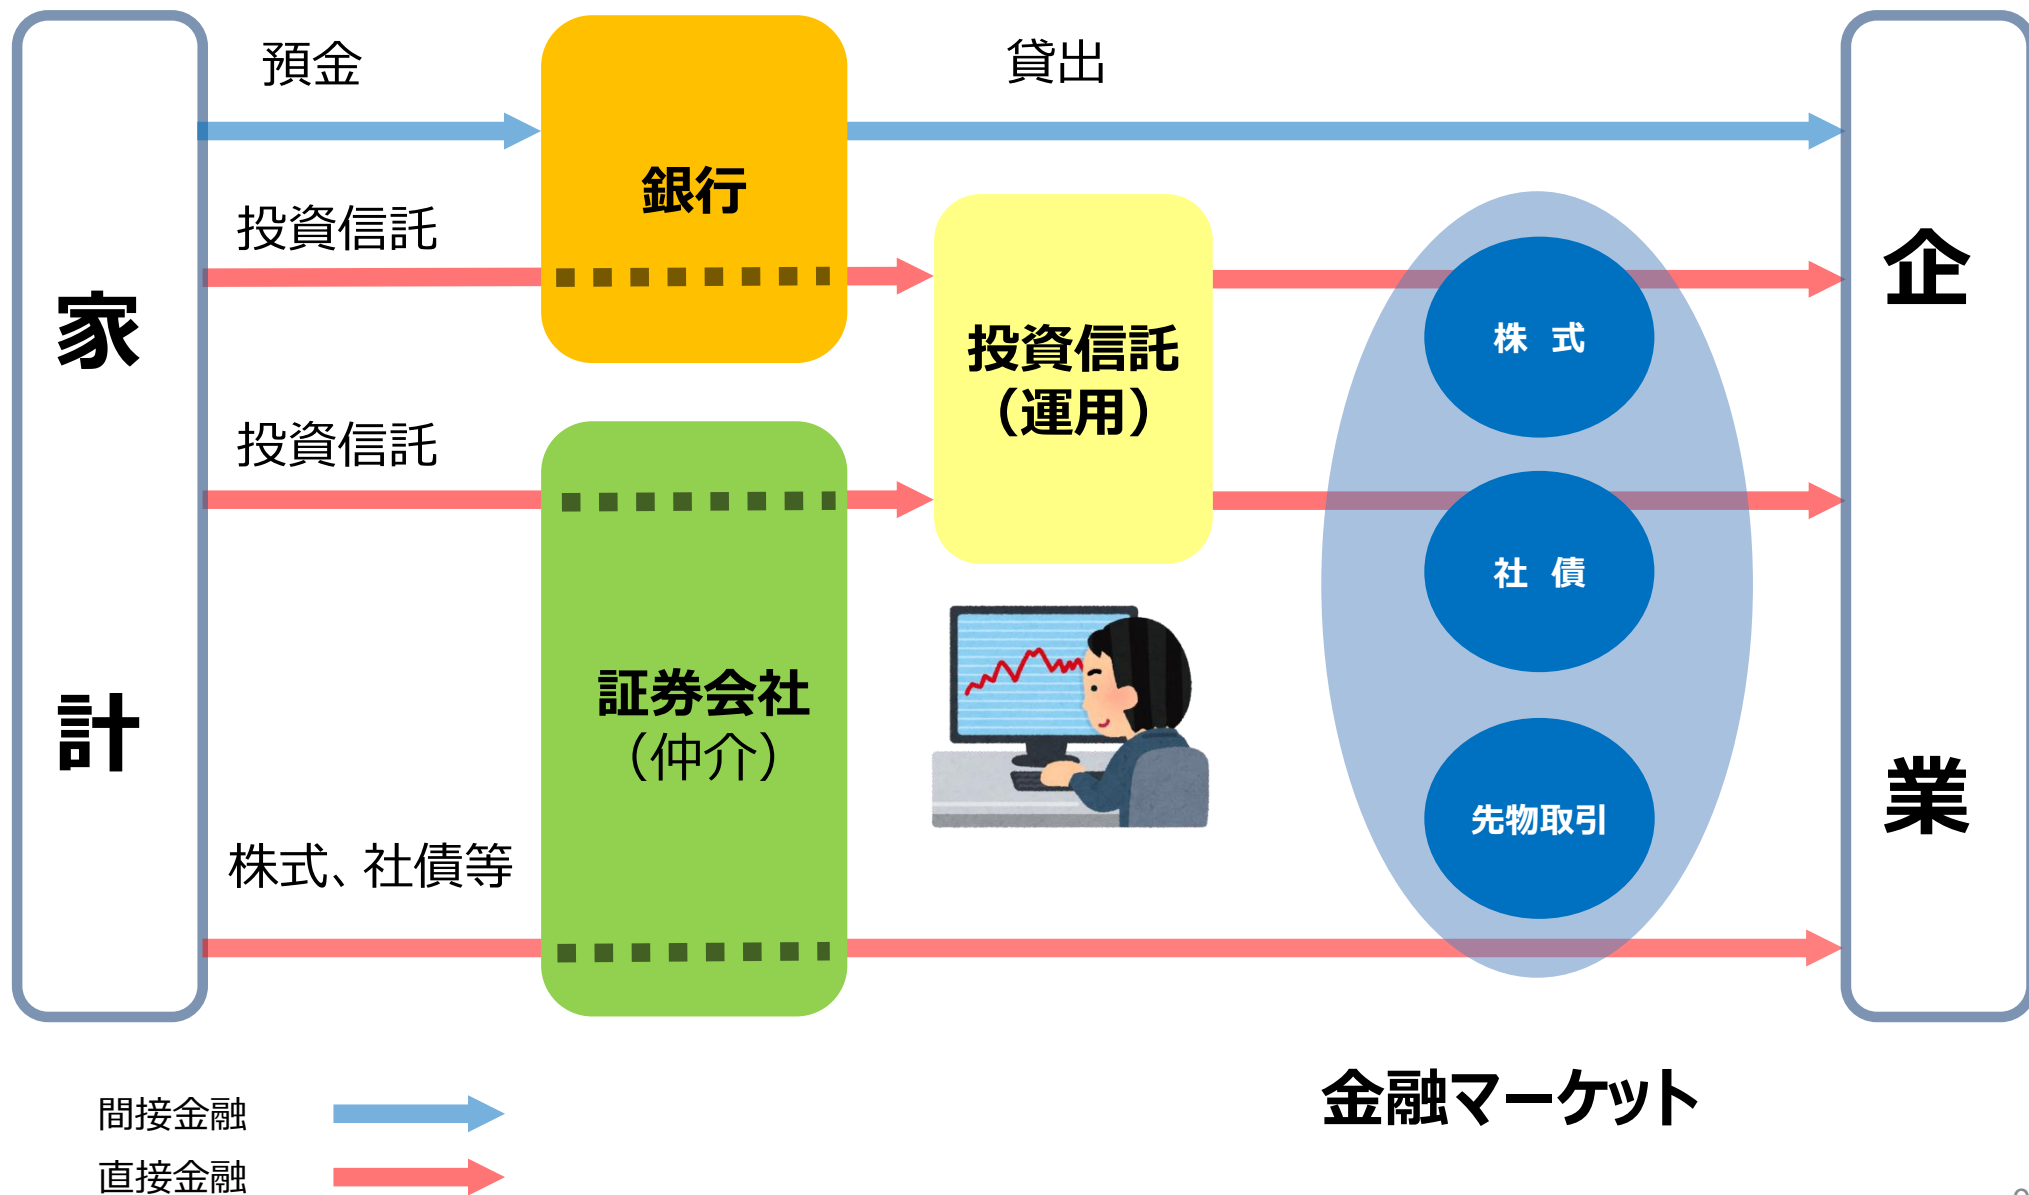 預金
貸出
銀行
投資信託
家計
企業
投資信託
（運用）
株 式
投資信託
社 債
証券会社
（仲介）
先物取引
株式、社債等
金融マーケット
間接金融
直接金融